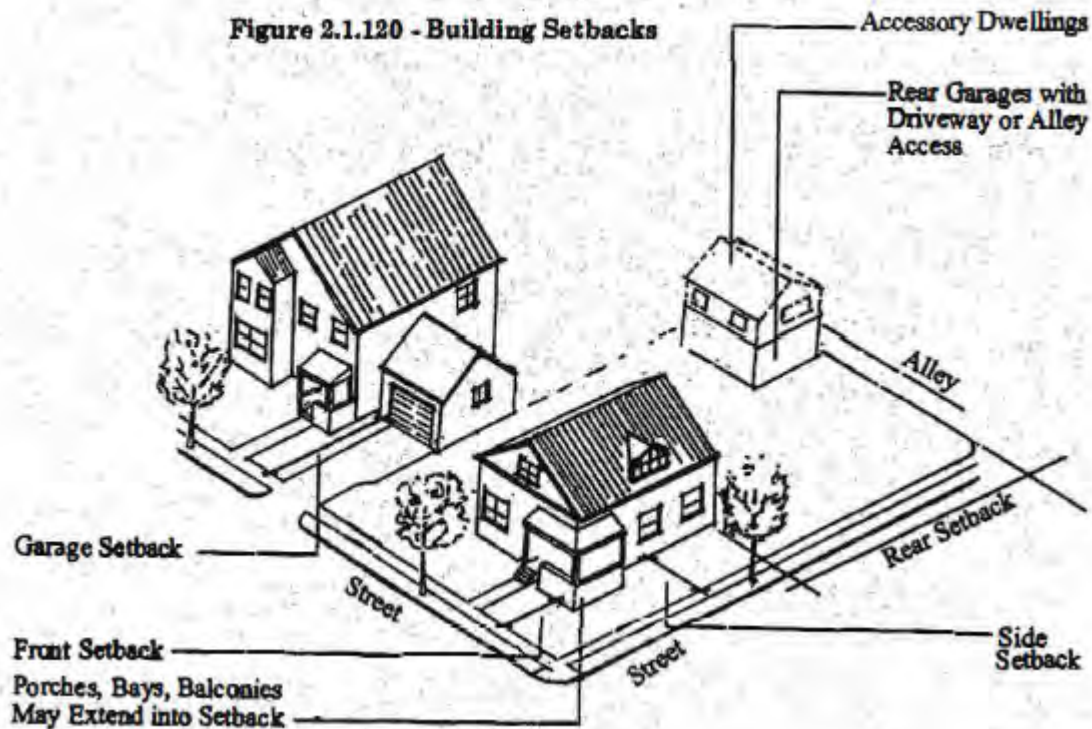 Figure 2.1.120 - Building Setbacks
Accessory Dwellings
Rear Garages with
Driveway or Alley
Access
Alley
Rear Setback
Garage Setback
Street
Front Setback
Street
Side
Setback
Porches, Bays, Balconies
May Extend into Setback